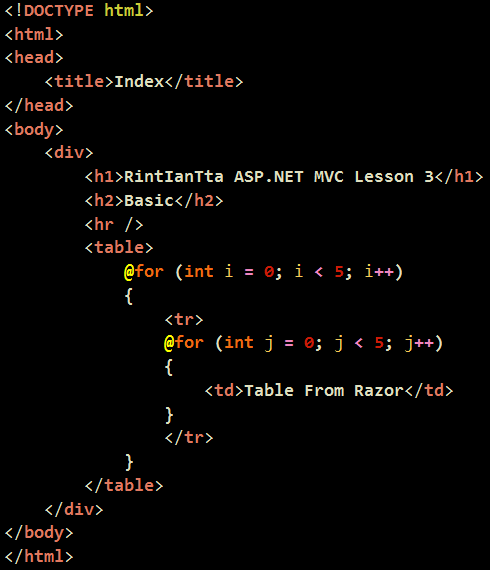 <!DOCTYPE html>
<html>
<head>
    <title>Index</title>
</head>
<body>
    <div>
        <h1>RintIanTta ASP.NET MVC Lesson 3</h1>
        <h2>Basic</h2>
        <hr />
        <table>
            @for (int i = 0; i < 5; i++)
            {
                <tr>
                @for (int j = 0; j < 5; j++)
                {
                    <td>Table From Razor</td>
                }
                </tr>
            }
        </table>
    </div>
</body>
</html>